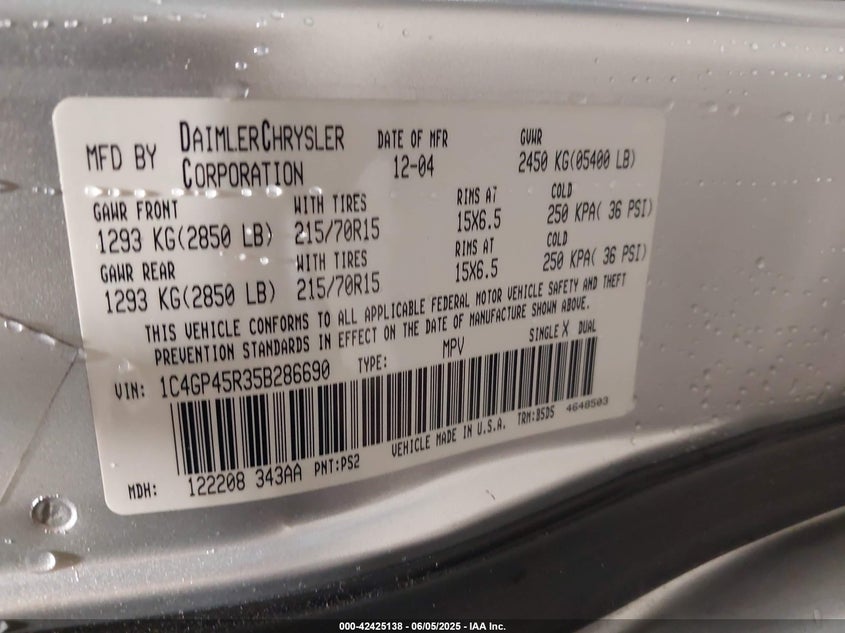 MFD BY DAIMLERCHRYSLER CORPORATION
DATE OF MFR 12-04
GVWR 2450 KG(05400 LB)
GAWR FRONT WITH TIRES RIMS AT COLD
1293 KG(2850 LB) 215/70R15 15X6.5 250 KPA( 36 PSI)
GAWR REAR WITH TIRES RIMS AT COLD
1293 KG(2850 LB) 215/70R15 15X6.5 250 KPA( 36 PSI)
THIS VEHICLE CONFORMS TO ALL APPLICABLE FEDERAL MOTOR VEHICLE SAFETY AND THEFT
PREVENTION STANDARDS IN EFFECT ON THE DATE OF MANUFACTURE SHOWN ABOVE.
VIN: 1C4GP45R35B286690 TYPE: MPV SINGLE X DUAL
MDH: 122208 343AA PNT:PS2 VEHICLE MADE IN U.S.A. TRM:B5D5 4648503
000-42425138 - 06/05/2025 - IAA Inc.